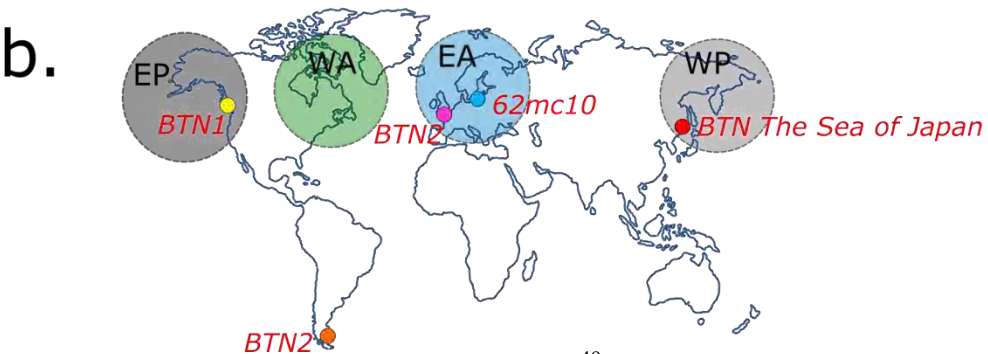 b.
EP
WA
EA
WP
BTN1
BTN2
62mc10
BTN The Sea of Japan
BTN2